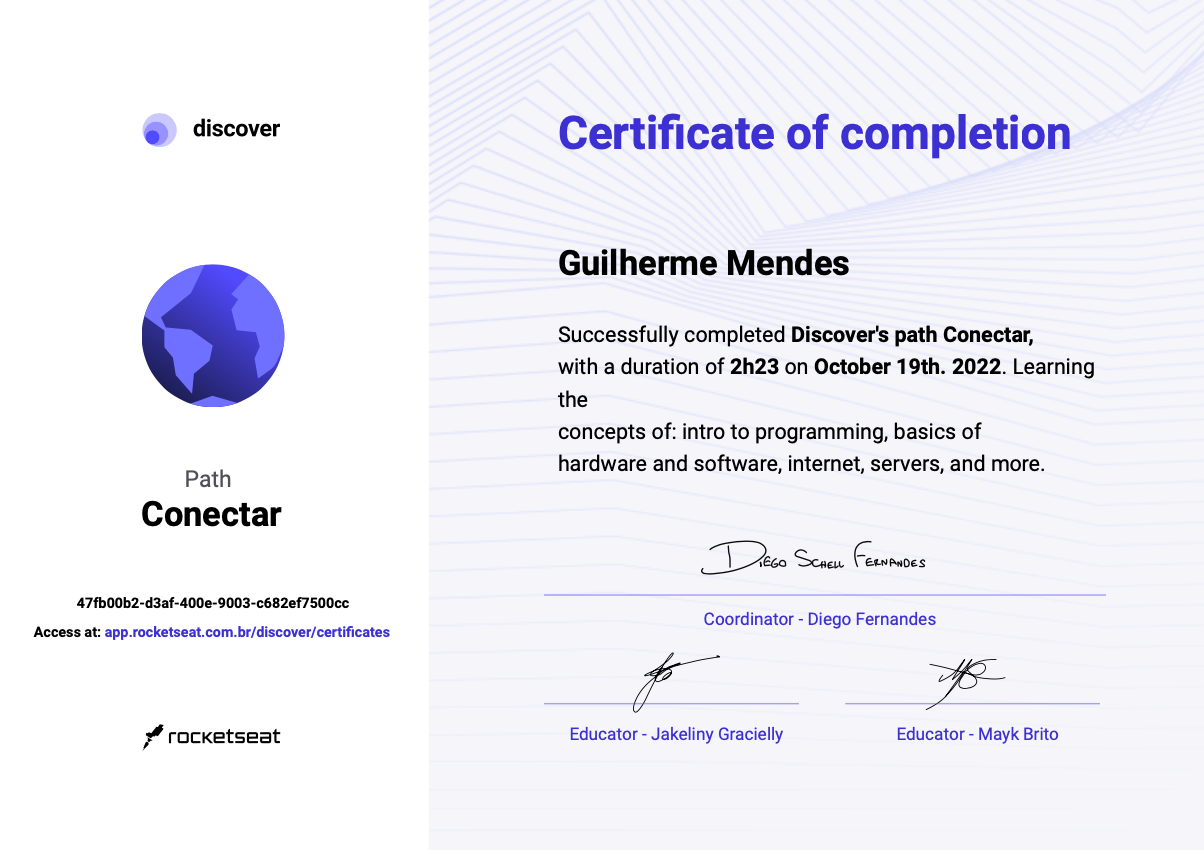 discover
Path
Conectar
47fb00b2-d3af-400e-9003-c682ef7500cc
Access at: app.rocketseat.com.br/discover/certificates
rocketseat
Certificate of completion
Guilherme Mendes
Successfully completed Discover's path Conectar,
with a duration of 2h23 on October 19th. 2022. Learning
the
concepts of: intro to programming, basics of
hardware and software, internet, servers, and more.
Diego Schell Fernandes
Coordinator - Diego Fernandes
Educator - Jakeliny Gracielly
Educator - Mayk Brito